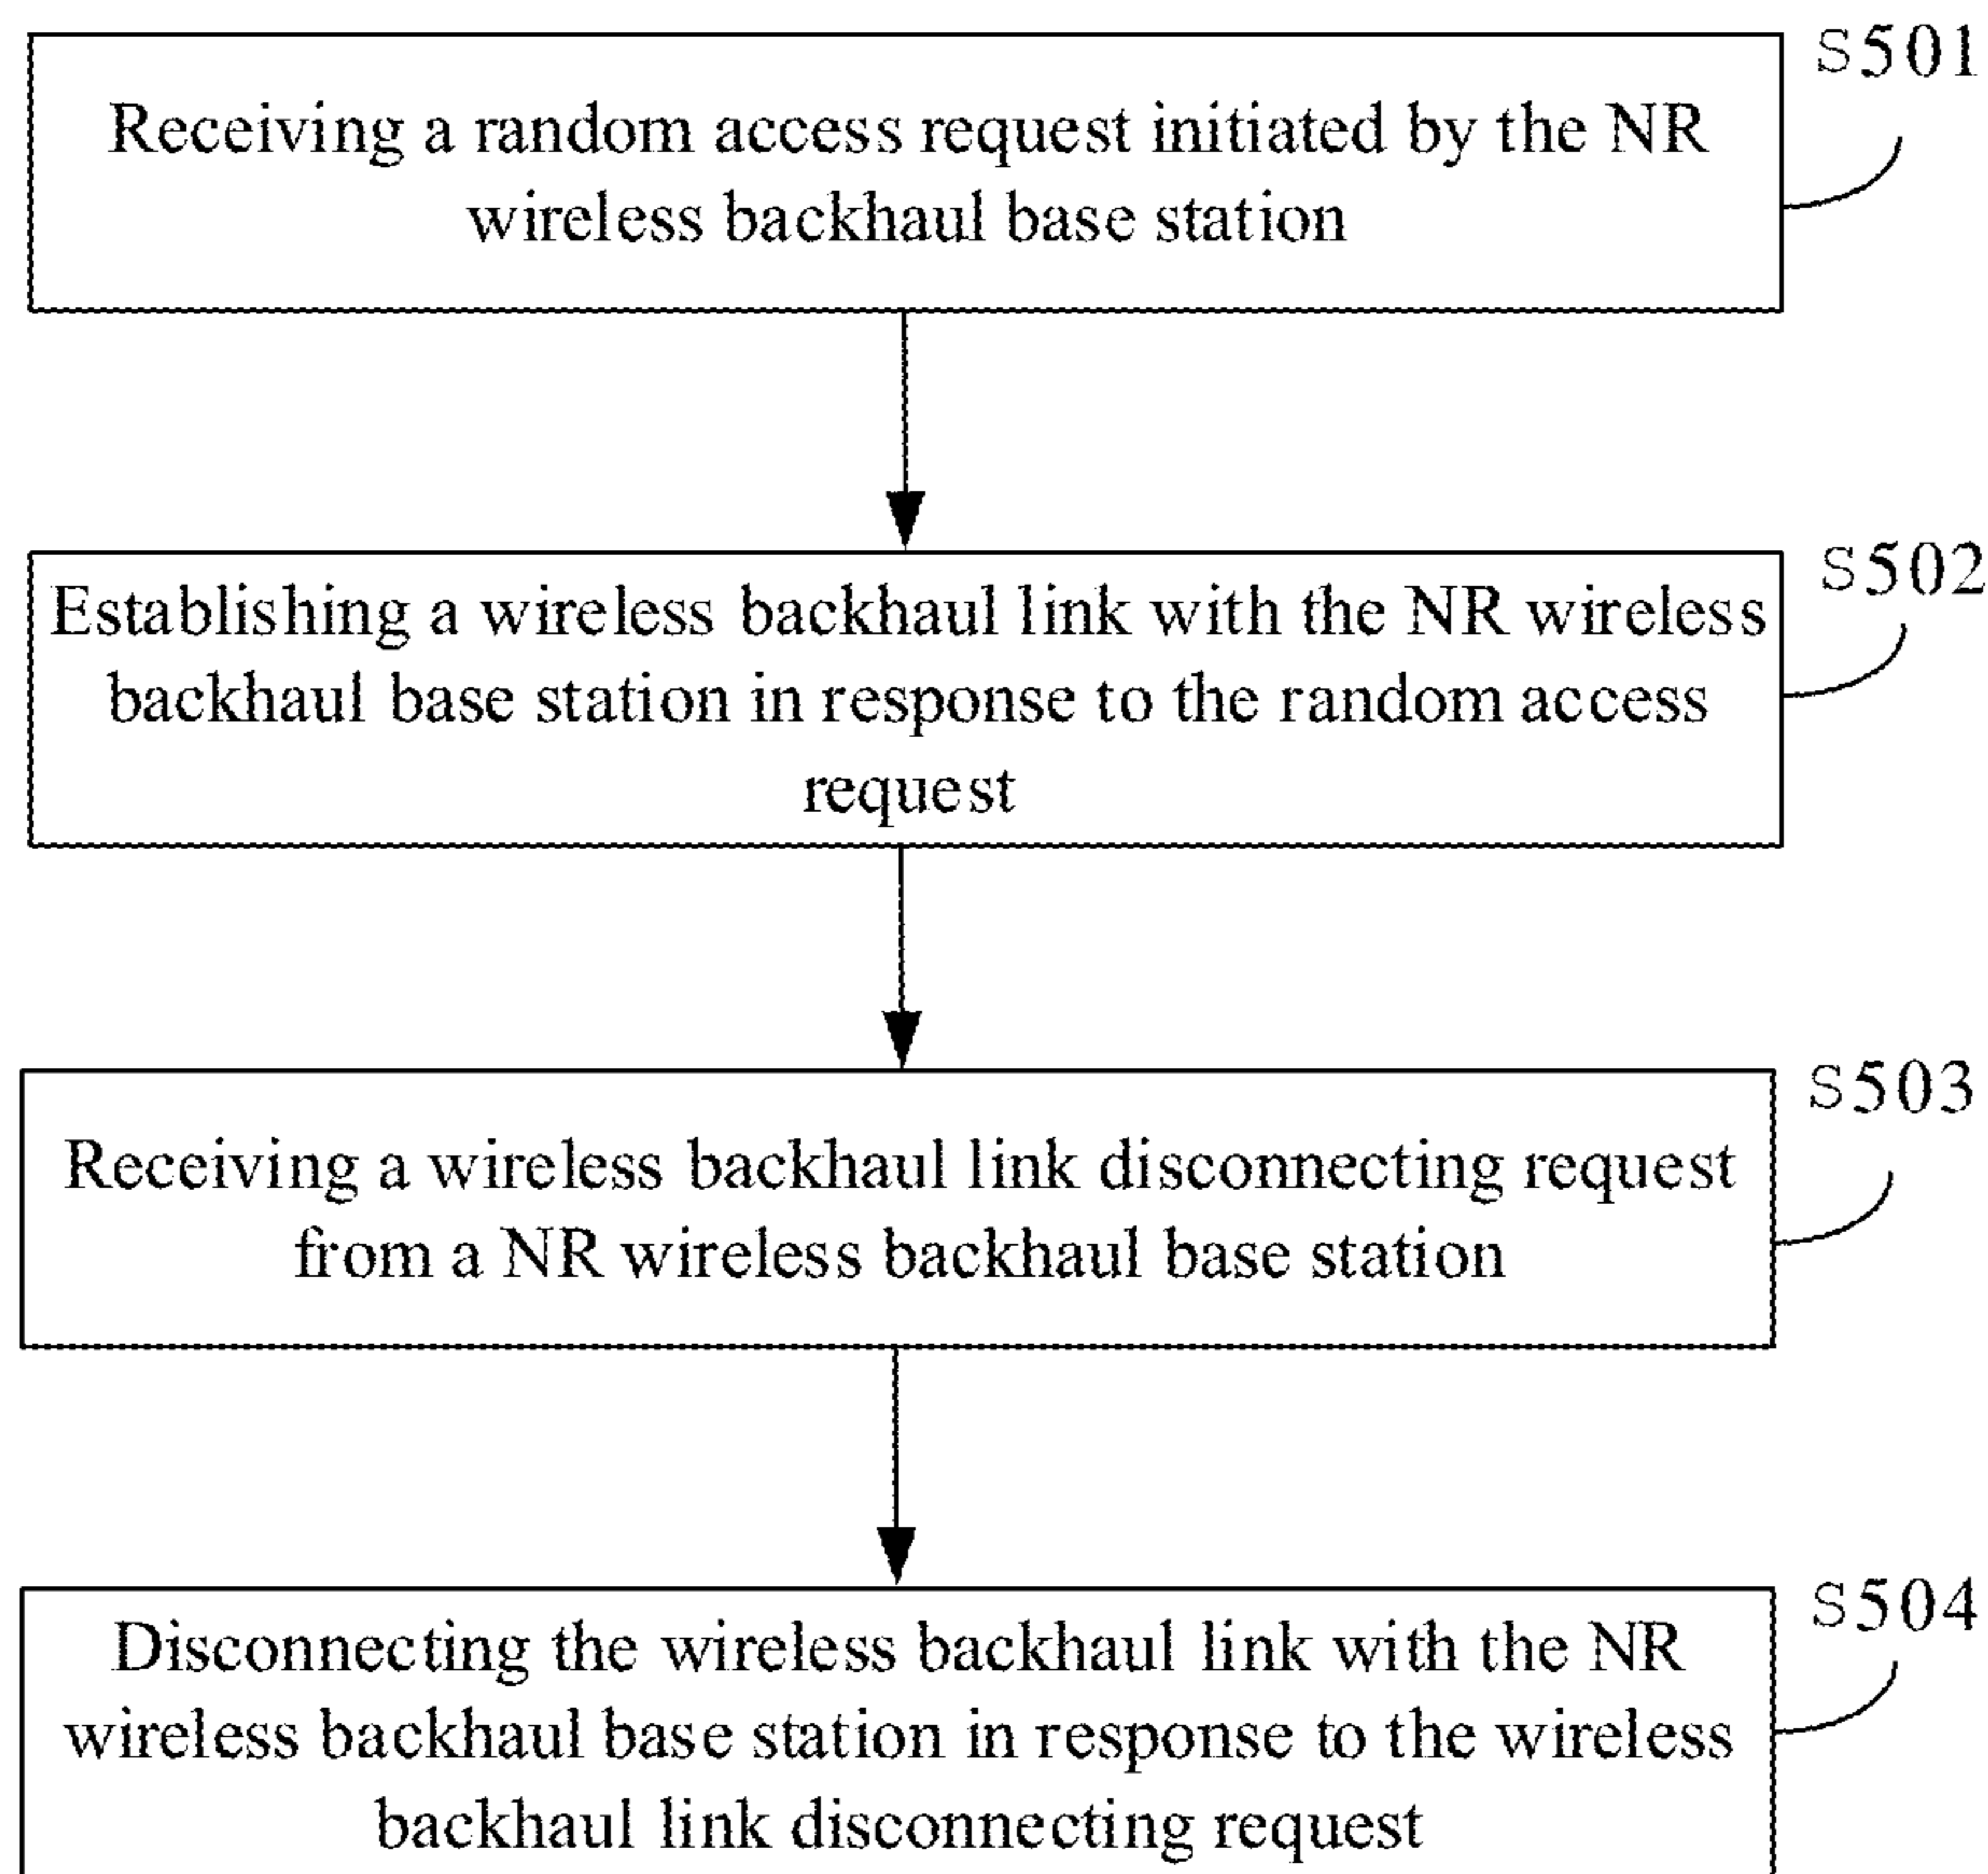 S501
Receiving a random access request initiated by the NR
wireless backhaul base station
S502
Establishing a wireless backhaul link with the NR wireless
backhaul base station in response to the random access
request
S503
Receiving a wireless backhaul link disconnecting request
from a NR wireless backhaul base station
S504
Disconnecting the wireless backhaul link with the NR
wireless backhaul base station in response to the wireless
backhaul link disconnecting request